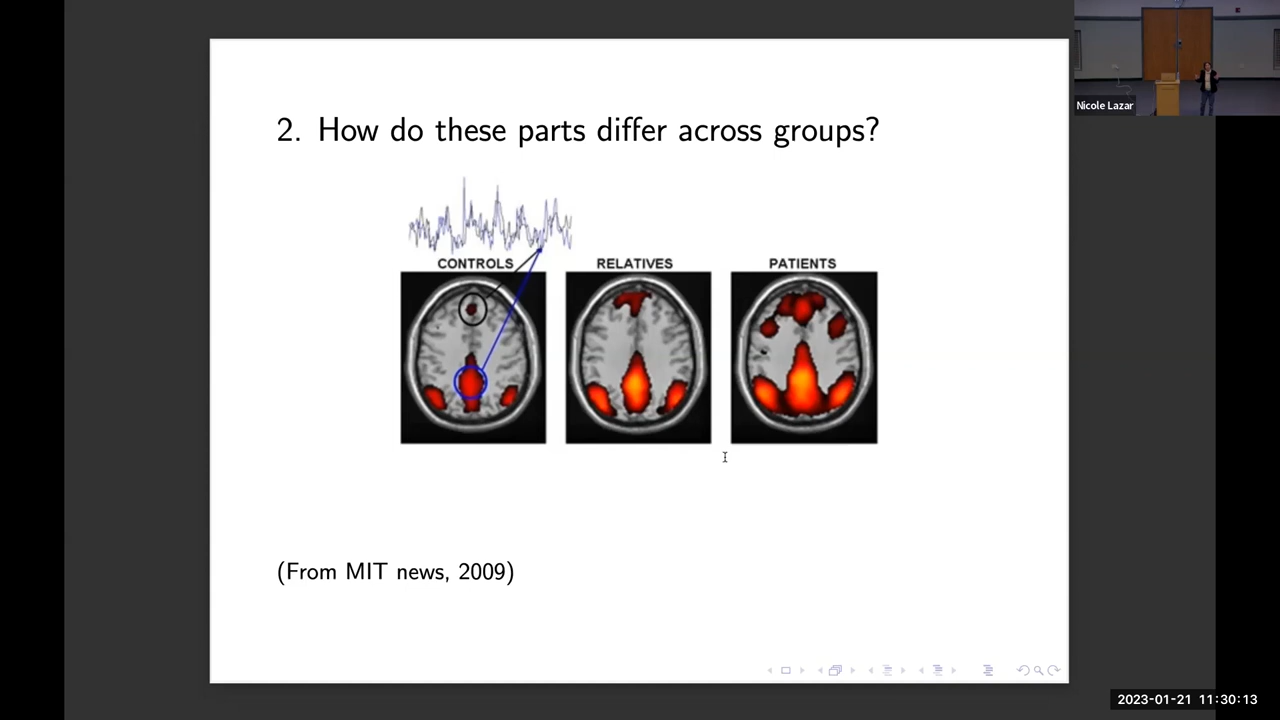 Nicole Lazar
2. How do these parts differ across groups?
CONTROLS RELATIVES PATIENTS
(From MIT news, 2009)
2023-01-21 11:30:13